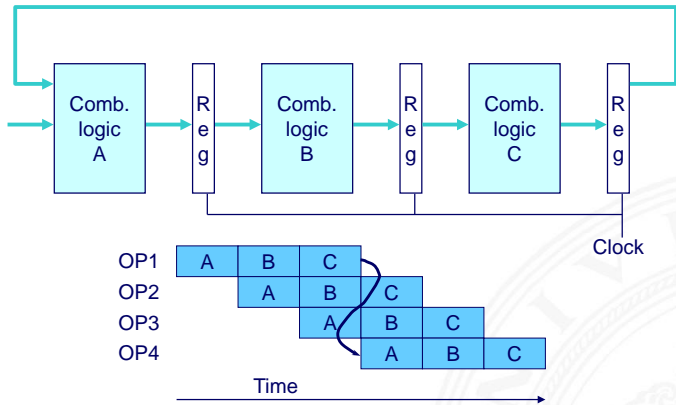 Comb.
logic
A
R
e
g
Comb.
logic
B
R
e
g
Comb.
logic
C
R
e
g
Clock
OP1 A B C
OP2 A B C
OP3 A B C
OP4 A B C
Time